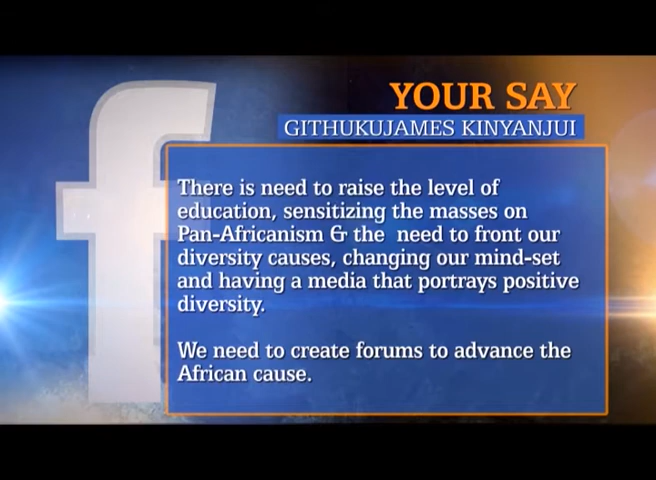 YOUR SAY
GITHUKUJAMES KINYANJUI
There is need to raise the level of
education, sensitizing the masses on
Pan-Africanism & the need to front our
diversity causes, changing our mind-set
and having a media that portrays positive
diversity.
We need to create forums to advance the
African cause.